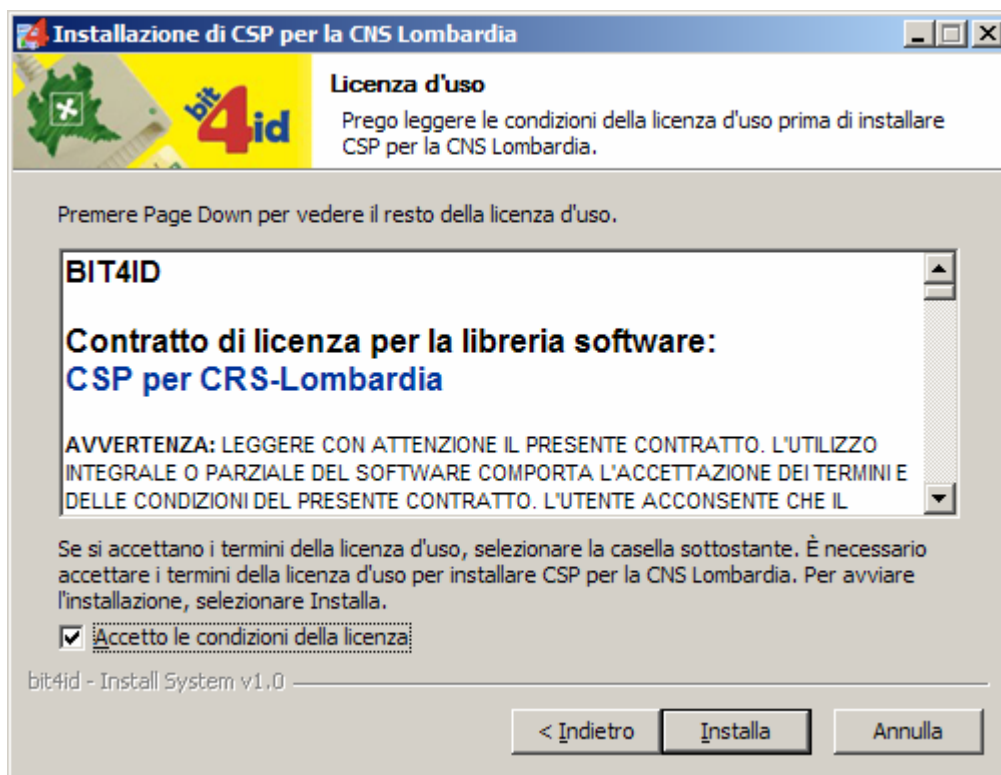 Installazione di CSP per la CNS Lombardia
bit4id
Licenza d'uso
Prego leggere le condizioni della licenza d'uso prima di installare
CSP per la CNS Lombardia.
Premere Page Down per vedere il resto della licenza d'uso.
BIT4ID
Contratto di licenza per la libreria software:
CSP per CRS-Lombardia
AVVERTENZA: LEGGERE CON ATTENZIONE IL PRESENTE CONTRATTO. L'UTILIZZO
INTEGRALE O PARZIALE DEL SOFTWARE COMPORTA L'ACCETTAZIONE DEI TERMINI E
DELLE CONDIZIONI DEL PRESENTE CONTRATTO. L'UTENTE ACCONSENTE CHE IL
Se si accettano i termini della licenza d'uso, selezionare la casella sottostante. È necessario
accettare i termini della licenza d'uso per installare CSP per la CNS Lombardia. Per avviare
l'installazione, selezionare Installa.
Accetto le condizioni della licenza
bit4id - Install System v1.0
< Indietro
Installa
Annulla